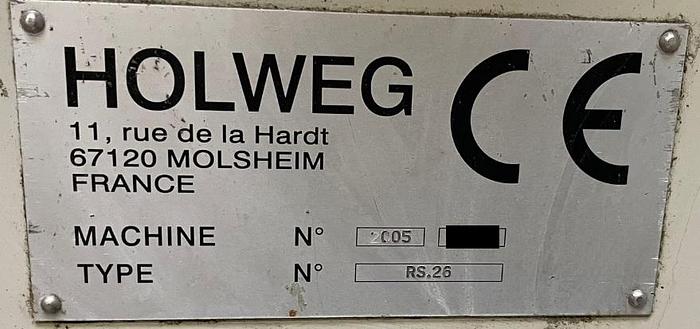 HOLWEG CE
11, rue de la Hardt
67120 MOLSHEIM
FRANCE
MACHINE N° 2005
TYPE N° RS.26